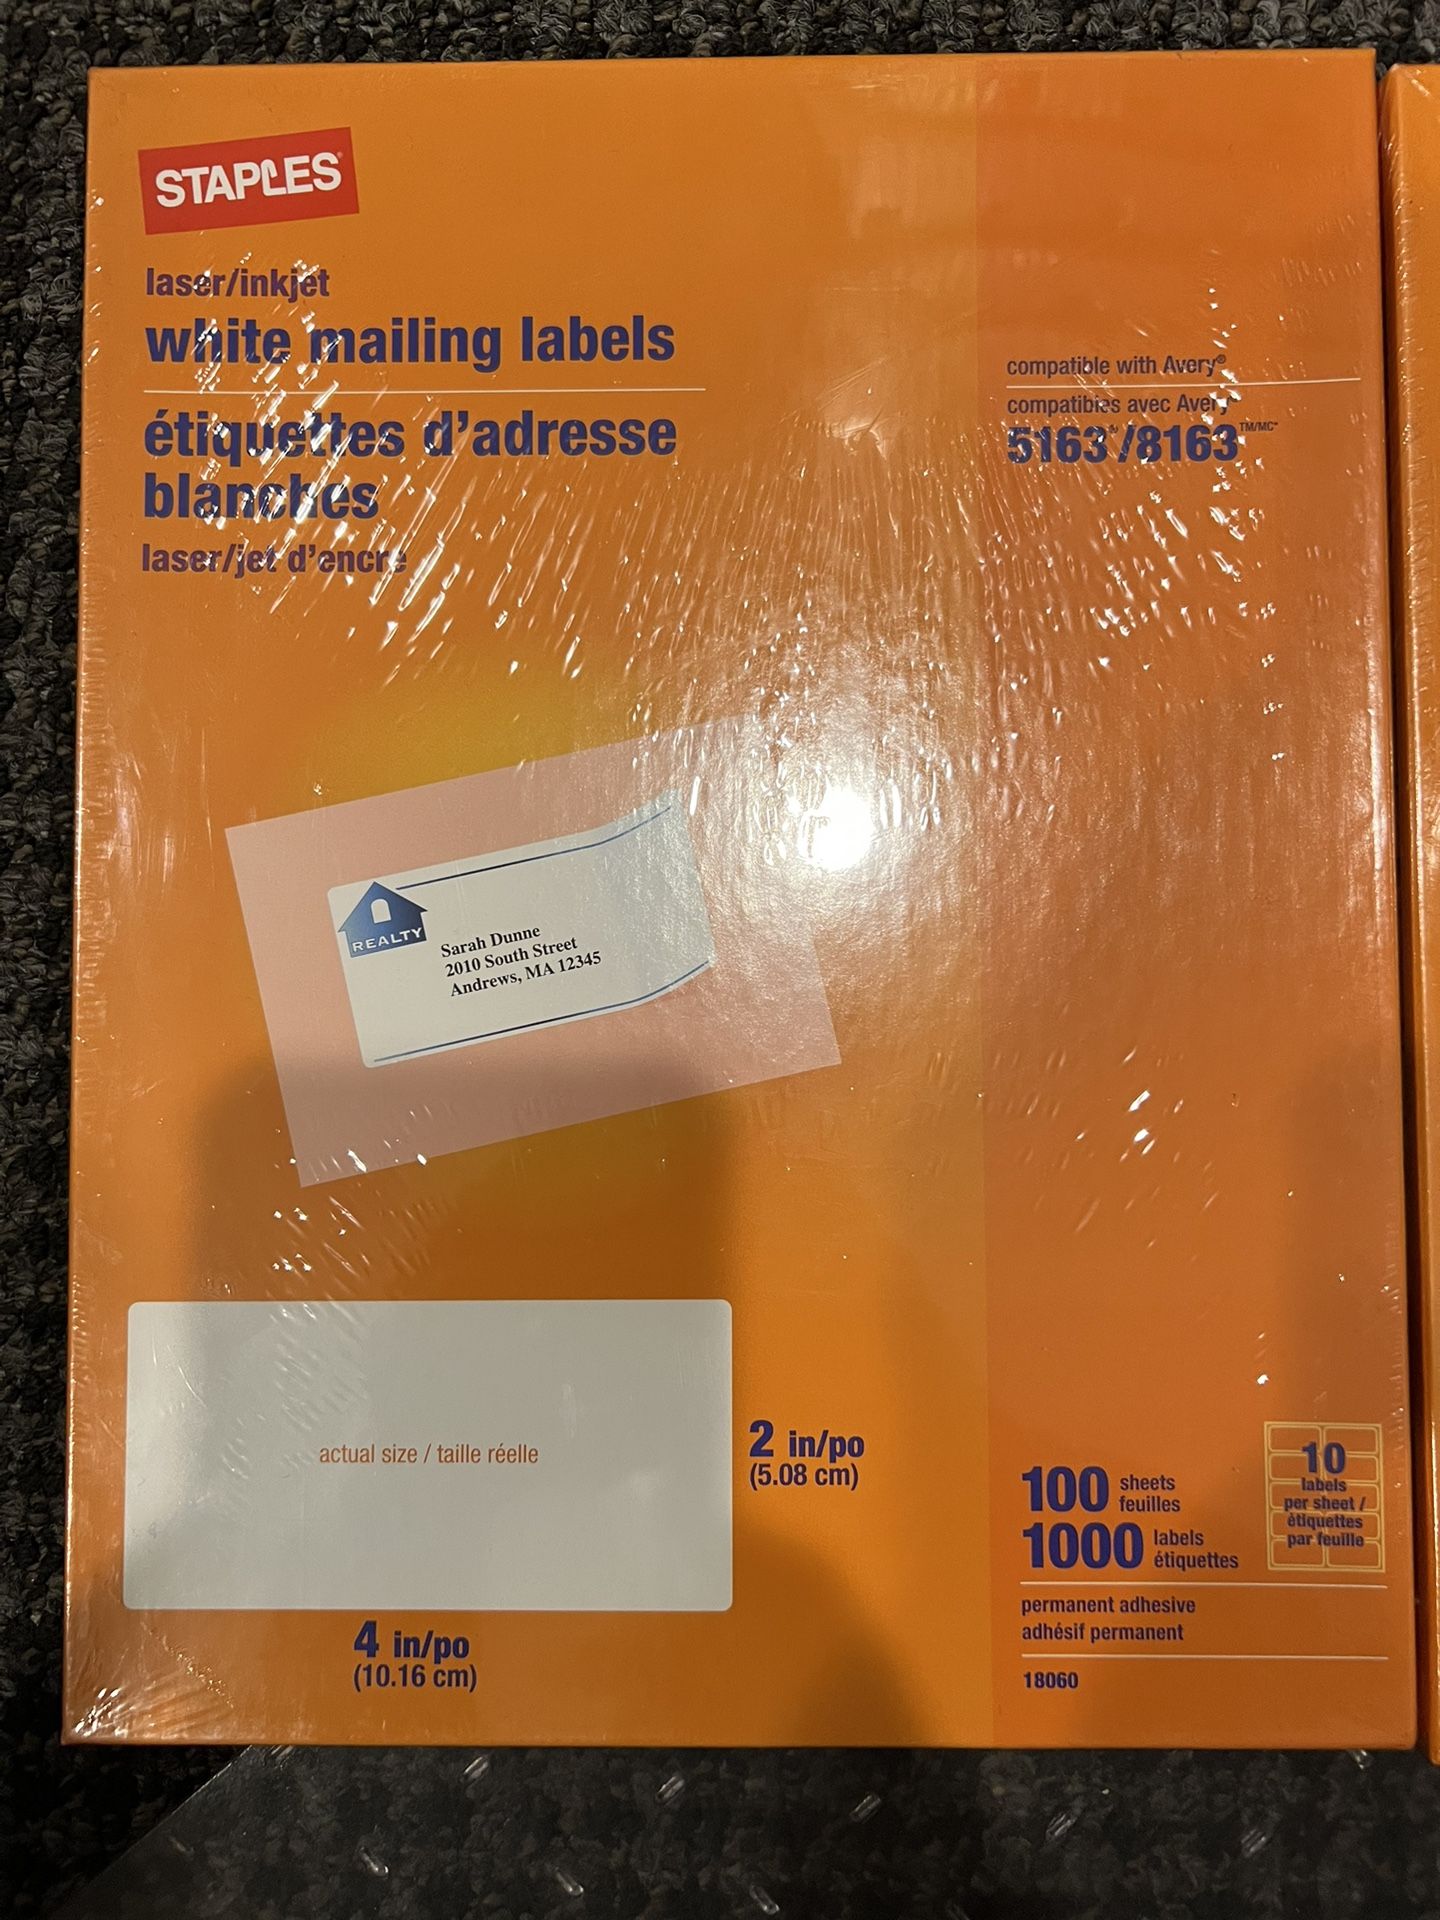 STAPLES
laser/inkjet
white mailing labels
étiquettes d'adresse
blanches
laser/jet d'encre
compatible with Avery®
compatibles avec Avery
5163®/8163™/MC*
REALTY
Sarah Dunne
2010 South Street
Andrews, MA 12345
actual size / taille réelle
2 in/po
(5.08 cm)
4 in/po
(10.16 cm)
100 sheets
feuilles
1000 labels
étiquettes
10
labels
per sheet /
étiquettes
par feuille
permanent adhesive
adhésif permanent
18060